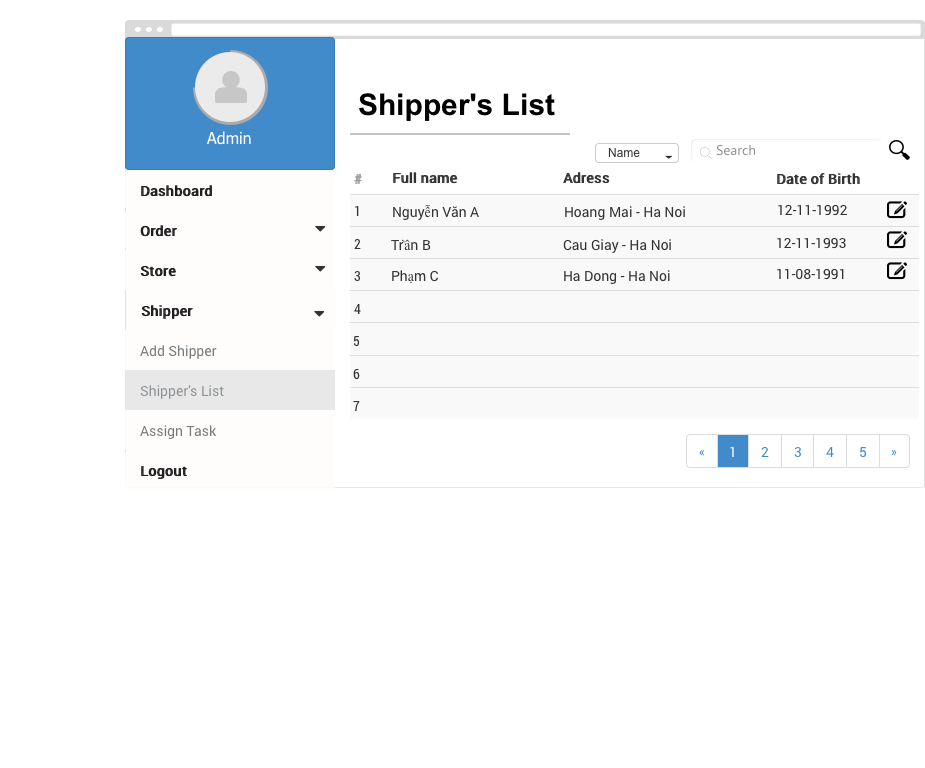 Admin
Dashboard
Order
Store
Shipper
Add Shipper
Shipper's List
Assign Task
Logout
Shipper's List
Name Search
# Full name Adress Date of Birth
1 Nguyễn Văn A Hoang Mai - Ha Noi 12-11-1992
2 Trần B Cau Giay - Ha Noi 12-11-1993
3 Phạm C Ha Dong - Ha Noi 11-08-1991
4
5
6
7
« 1 2 3 4 5 »